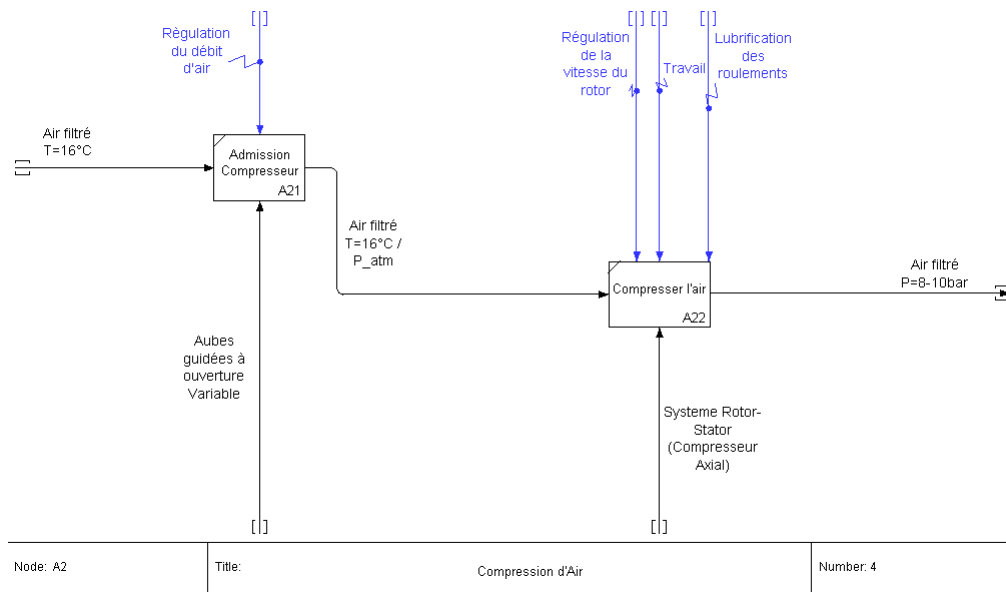 Règulation
du débit
d'air
Régulation
de la
vitesse du
rotor
Travail
Lubrification
des
roulements
Air filtré
T=16°C
Admission
Compresseur
A21
Air filtré
T=16°C /
P_atm
Compresser l'air
A22
Air filtré
P=8-10bar
Aubes
guidées à
ouverture
Variable
Systeme Rotor-
Stator
(Compresseur
Axial)
Node: A2
Title:
Compression d'Air
Number: 4